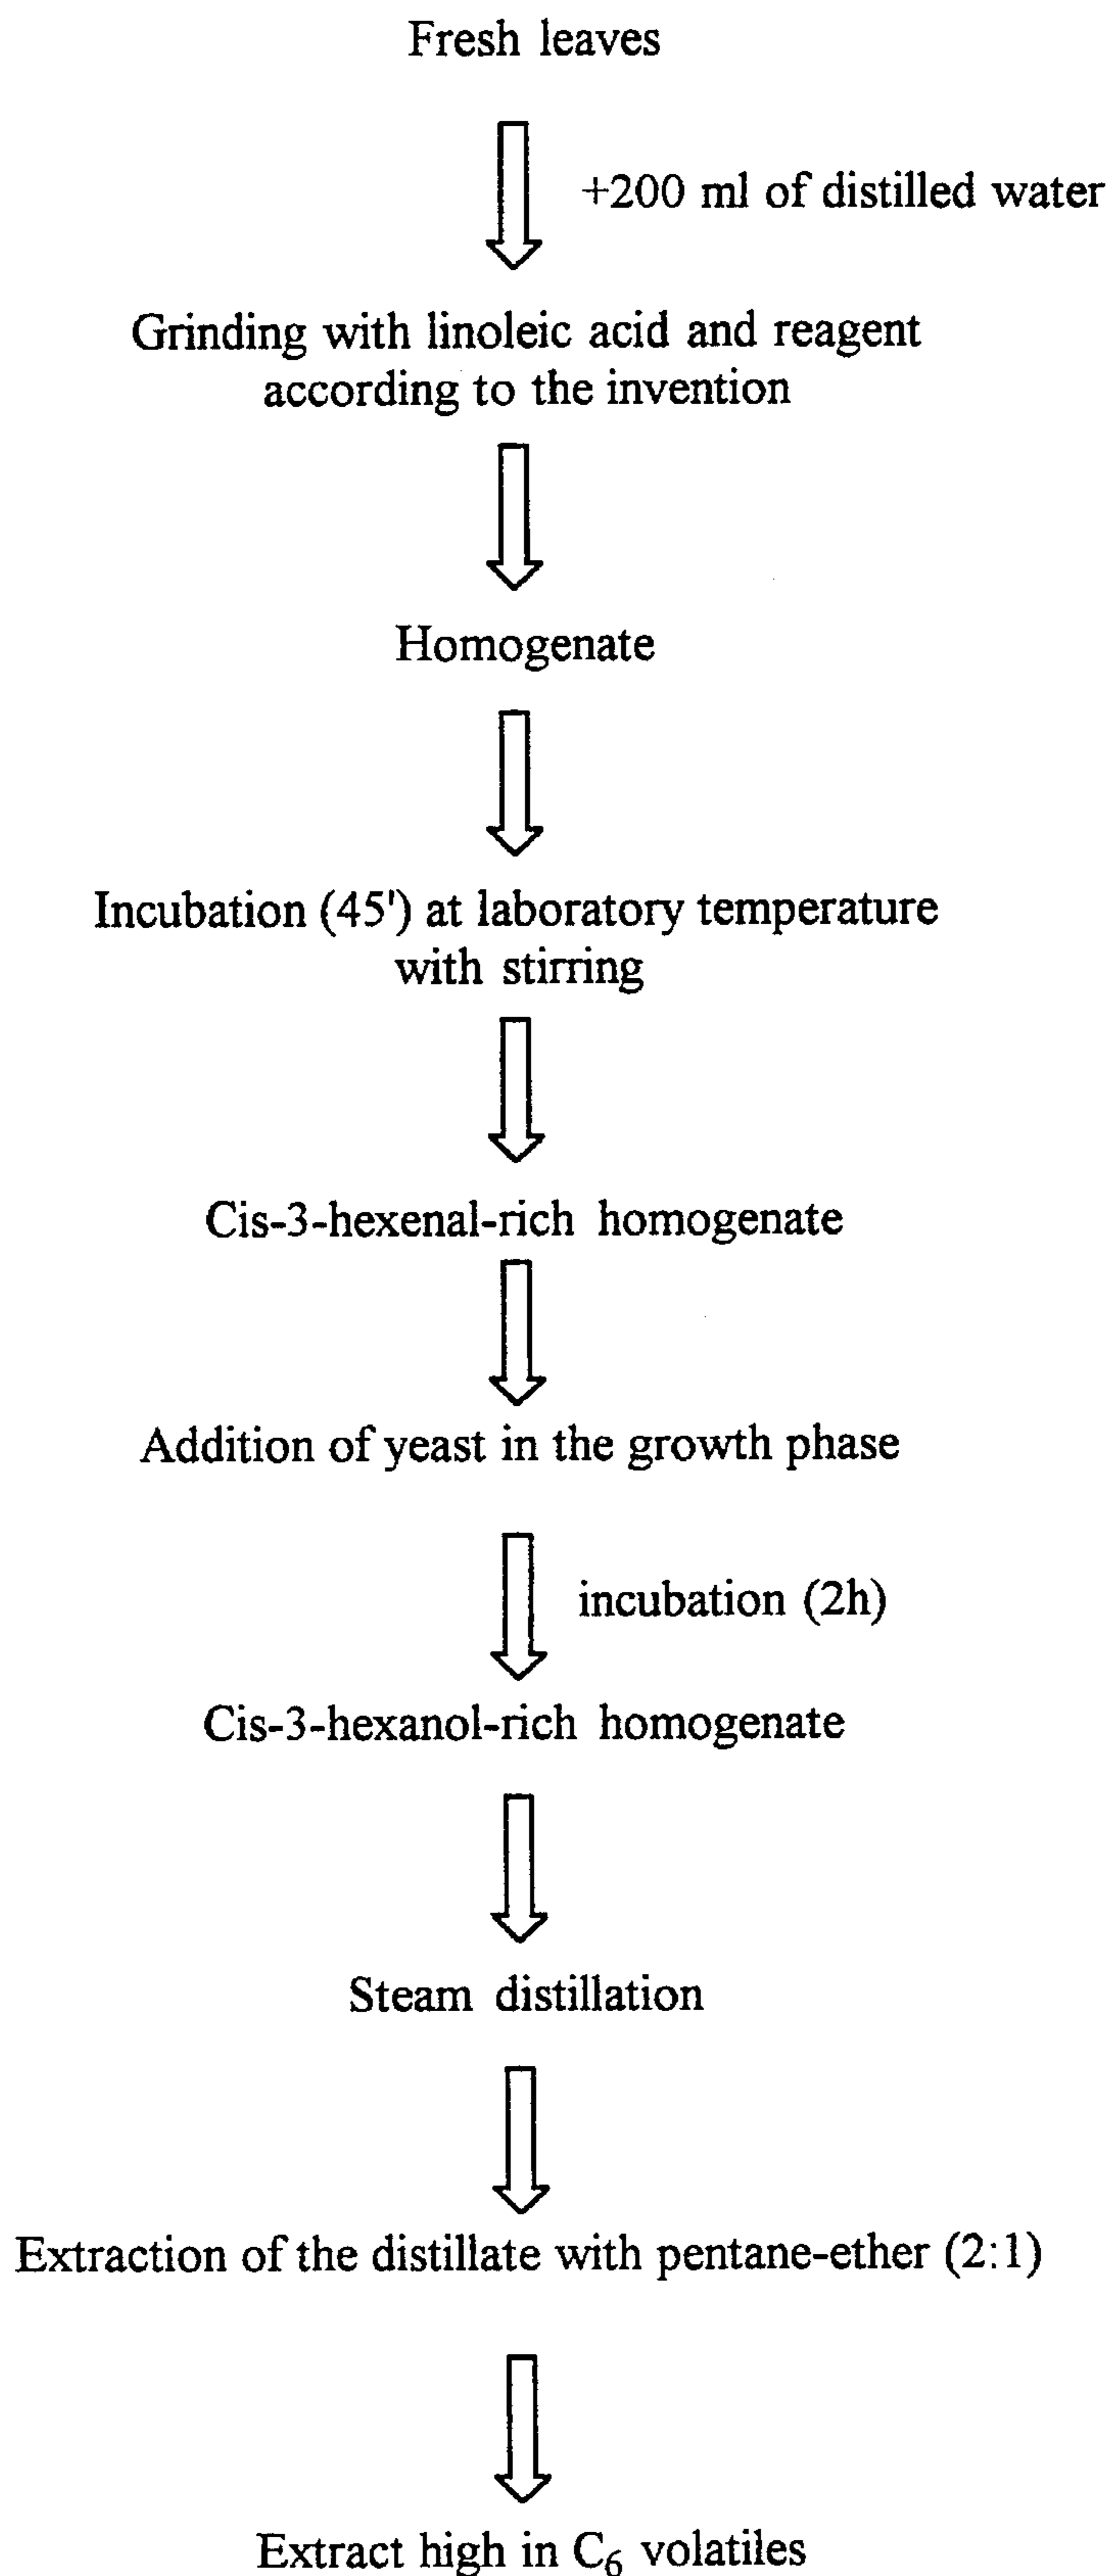 Fresh leaves
+200 ml of distilled water
Grinding with linoleic acid and reagent
according to the invention
Homogenate
Incubation (45') at laboratory temperature
with stirring
Cis-3-hexenal-rich homogenate
Addition of yeast in the growth phase
incubation (2h)
Cis-3-hexanol-rich homogenate
Steam distillation
Extraction of the distillate with pentane-ether (2:1)
Extract high in C₆ volatiles